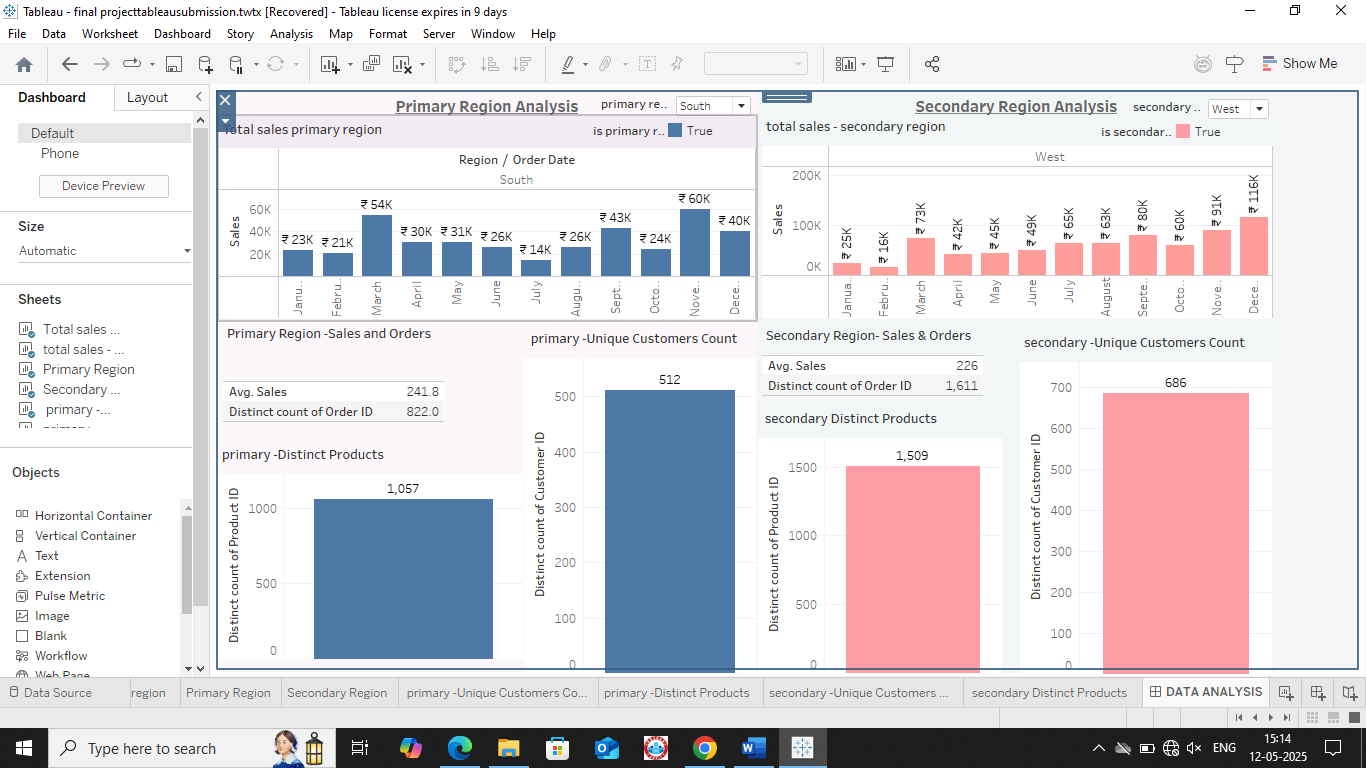 Tableau - final projecttableausubmission.twtx [Recovered] - Tableau license expires in 9 days
File Data Worksheet Dashboard Story Analysis Map Format Server Window Help
Show Me
Dashboard Layout
Default
Phone
Device Preview
Size
Automatic
Sheets
Total sales ...
total sales - ...
Primary Region
Secondary ...
primary -...
Objects
Horizontal Container
Vertical Container
Text
Extension
Pulse Metric
Image
Blank
Workflow
Web Page
Primary Region Analysis
primary re.. South
Total sales primary region
is primary r.. True
Region / Order Date
South
Sales
60K
40K
20K
₹ 23K ₹ 21K ₹ 54K ₹ 30K ₹ 31K ₹ 26K ₹ 14K ₹ 26K ₹ 43K ₹ 24K ₹ 60K ₹ 40K
Janu.. Febru.. March April May June July Augu.. Sept.. Octo.. Nove.. Dece..
Primary Region -Sales and Orders
Avg. Sales 241.8
Distinct count of Order ID 822.0
primary -Distinct Products
Distinct count of Product ID
1000
500
0
1,057
primary -Unique Customers Count
Distinct count of Customer ID
500
400
300
200
100
0
512
Secondary Region Analysis
secondary .. West
total sales - secondary region
is secondar.. True
West
Sales
200K
100K
0K
₹ 25K ₹ 16K ₹ 73K ₹ 42K ₹ 45K ₹ 49K ₹ 65K ₹ 63K ₹ 80K ₹ 60K ₹ 91K ₹ 116K
Janua.. Febru.. March April May June July August Septe.. Octo.. Nove.. Dece..
Secondary Region- Sales & Orders
Avg. Sales 226
Distinct count of Order ID 1,611
secondary Distinct Products
Distinct count of Product ID
1500
1000
500
0
1,509
secondary -Unique Customers Count
Distinct count of Customer ID
700
600
500
400
300
200
100
0
686
Data Source region Primary Region Secondary Region primary -Unique Customers Co... primary -Distinct Products secondary -Unique Customers ... secondary Distinct Products DATA ANALYSIS
Type here to search
ENG
15:14
12-05-2025